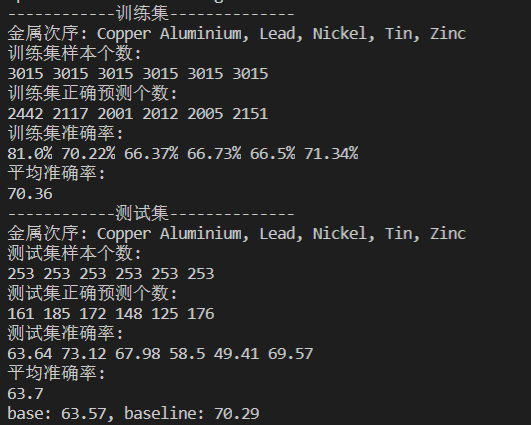 ------------训练集--------------
金属次序: Copper Aluminium, Lead, Nickel, Tin, Zinc
训练集样本个数:
3015 3015 3015 3015 3015 3015
训练集正确预测个数:
2442 2117 2001 2012 2005 2151
训练集准确率:
81.0% 70.22% 66.37% 66.73% 66.5% 71.34%
平均准确率:
70.36
------------测试集--------------
金属次序: Copper Aluminium, Lead, Nickel, Tin, Zinc
测试集样本个数:
253 253 253 253 253 253
测试集正确预测个数:
161 185 172 148 125 176
测试集准确率:
63.64 73.12 67.98 58.5 49.41 69.57
平均准确率:
63.7
base: 63.57, baseline: 70.29